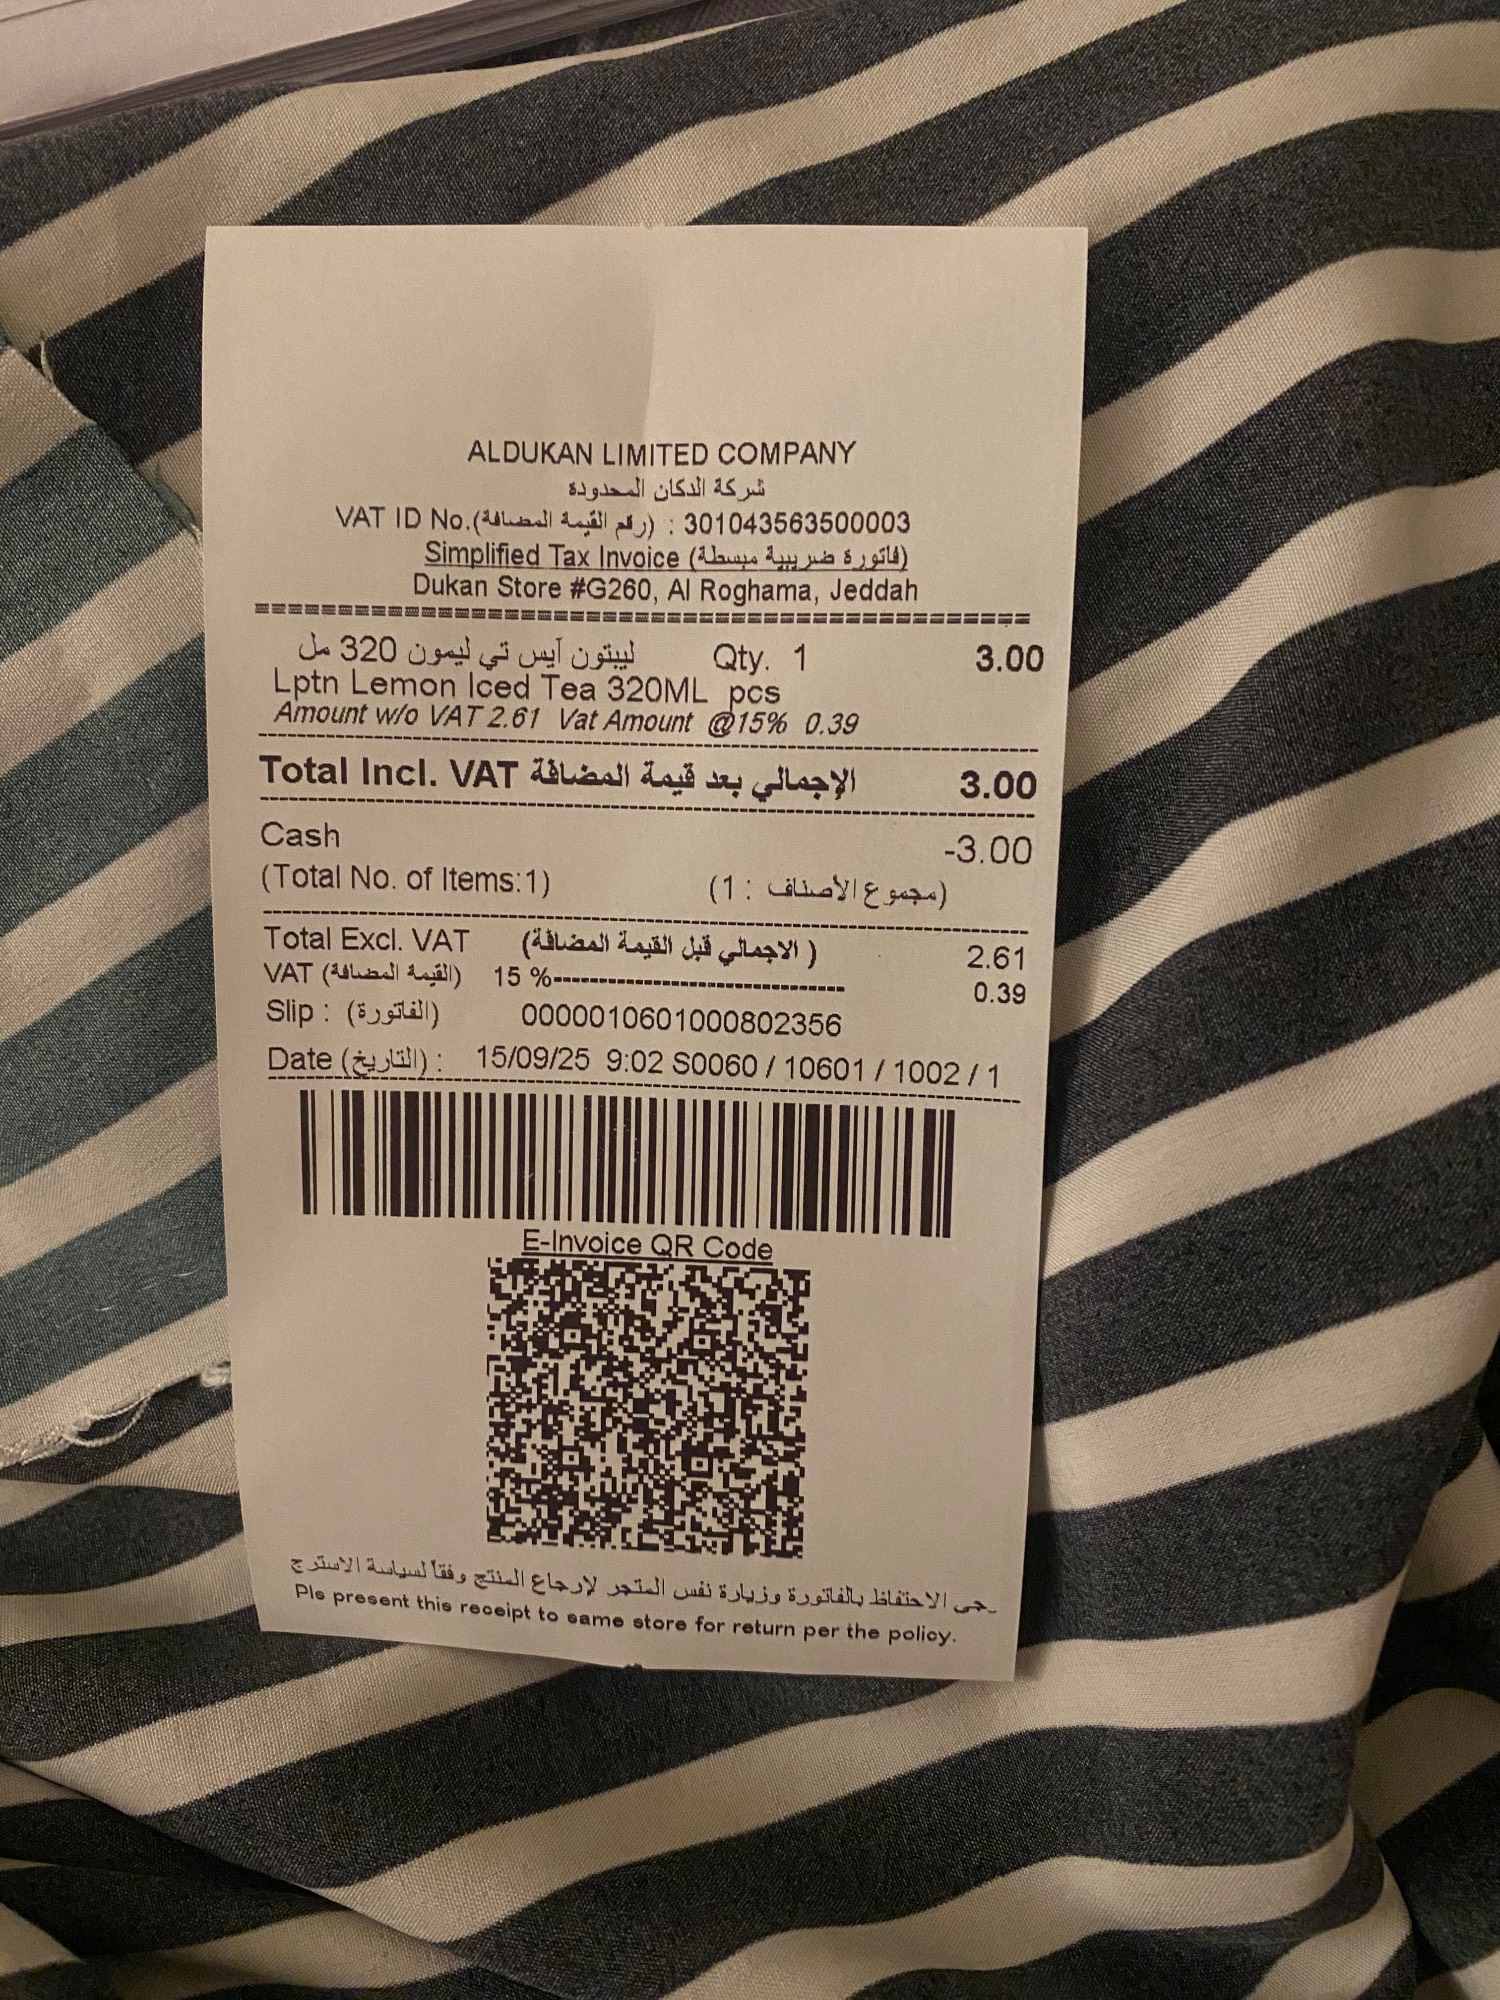 ALDUKAN LIMITED COMPANY
شركة الدكان المحدودة
VAT ID No.(رقم القيمة المضافة) : 301043563500003
Simplified Tax Invoice (فاتورة ضريبية مبسطة)
Dukan Store #G260, Al Roghama, Jeddah
ليبتون آيس تي ليمون 320 مل Qty. 1 3.00
Lptn Lemon Iced Tea 320ML pcs
Amount w/o VAT 2.61 Vat Amount @15% 0.39
Total Incl. VAT الإجمالي بعد قيمة المضافة 3.00
Cash -3.00
(Total No. of Items:1) (مجموع الأصناف : 1)
Total Excl. VAT (الاجمالي قبل القيمة المضافة ) 2.61
VAT (القيمة المضافة) 15 %-------------------------------- 0.39
Slip : (الفاتورة) 0000010601000802356
Date (التاريخ) : 15/09/25 9:02 S0060 / 10601 / 1002 / 1
E-Invoice QR Code
ـجى الاحتفاظ بالفاتورة وزيارة نفس المتجر لإرجاع المنتج وفقاً لسياسة الاسترج
Pls present this receipt to same store for return per the policy.